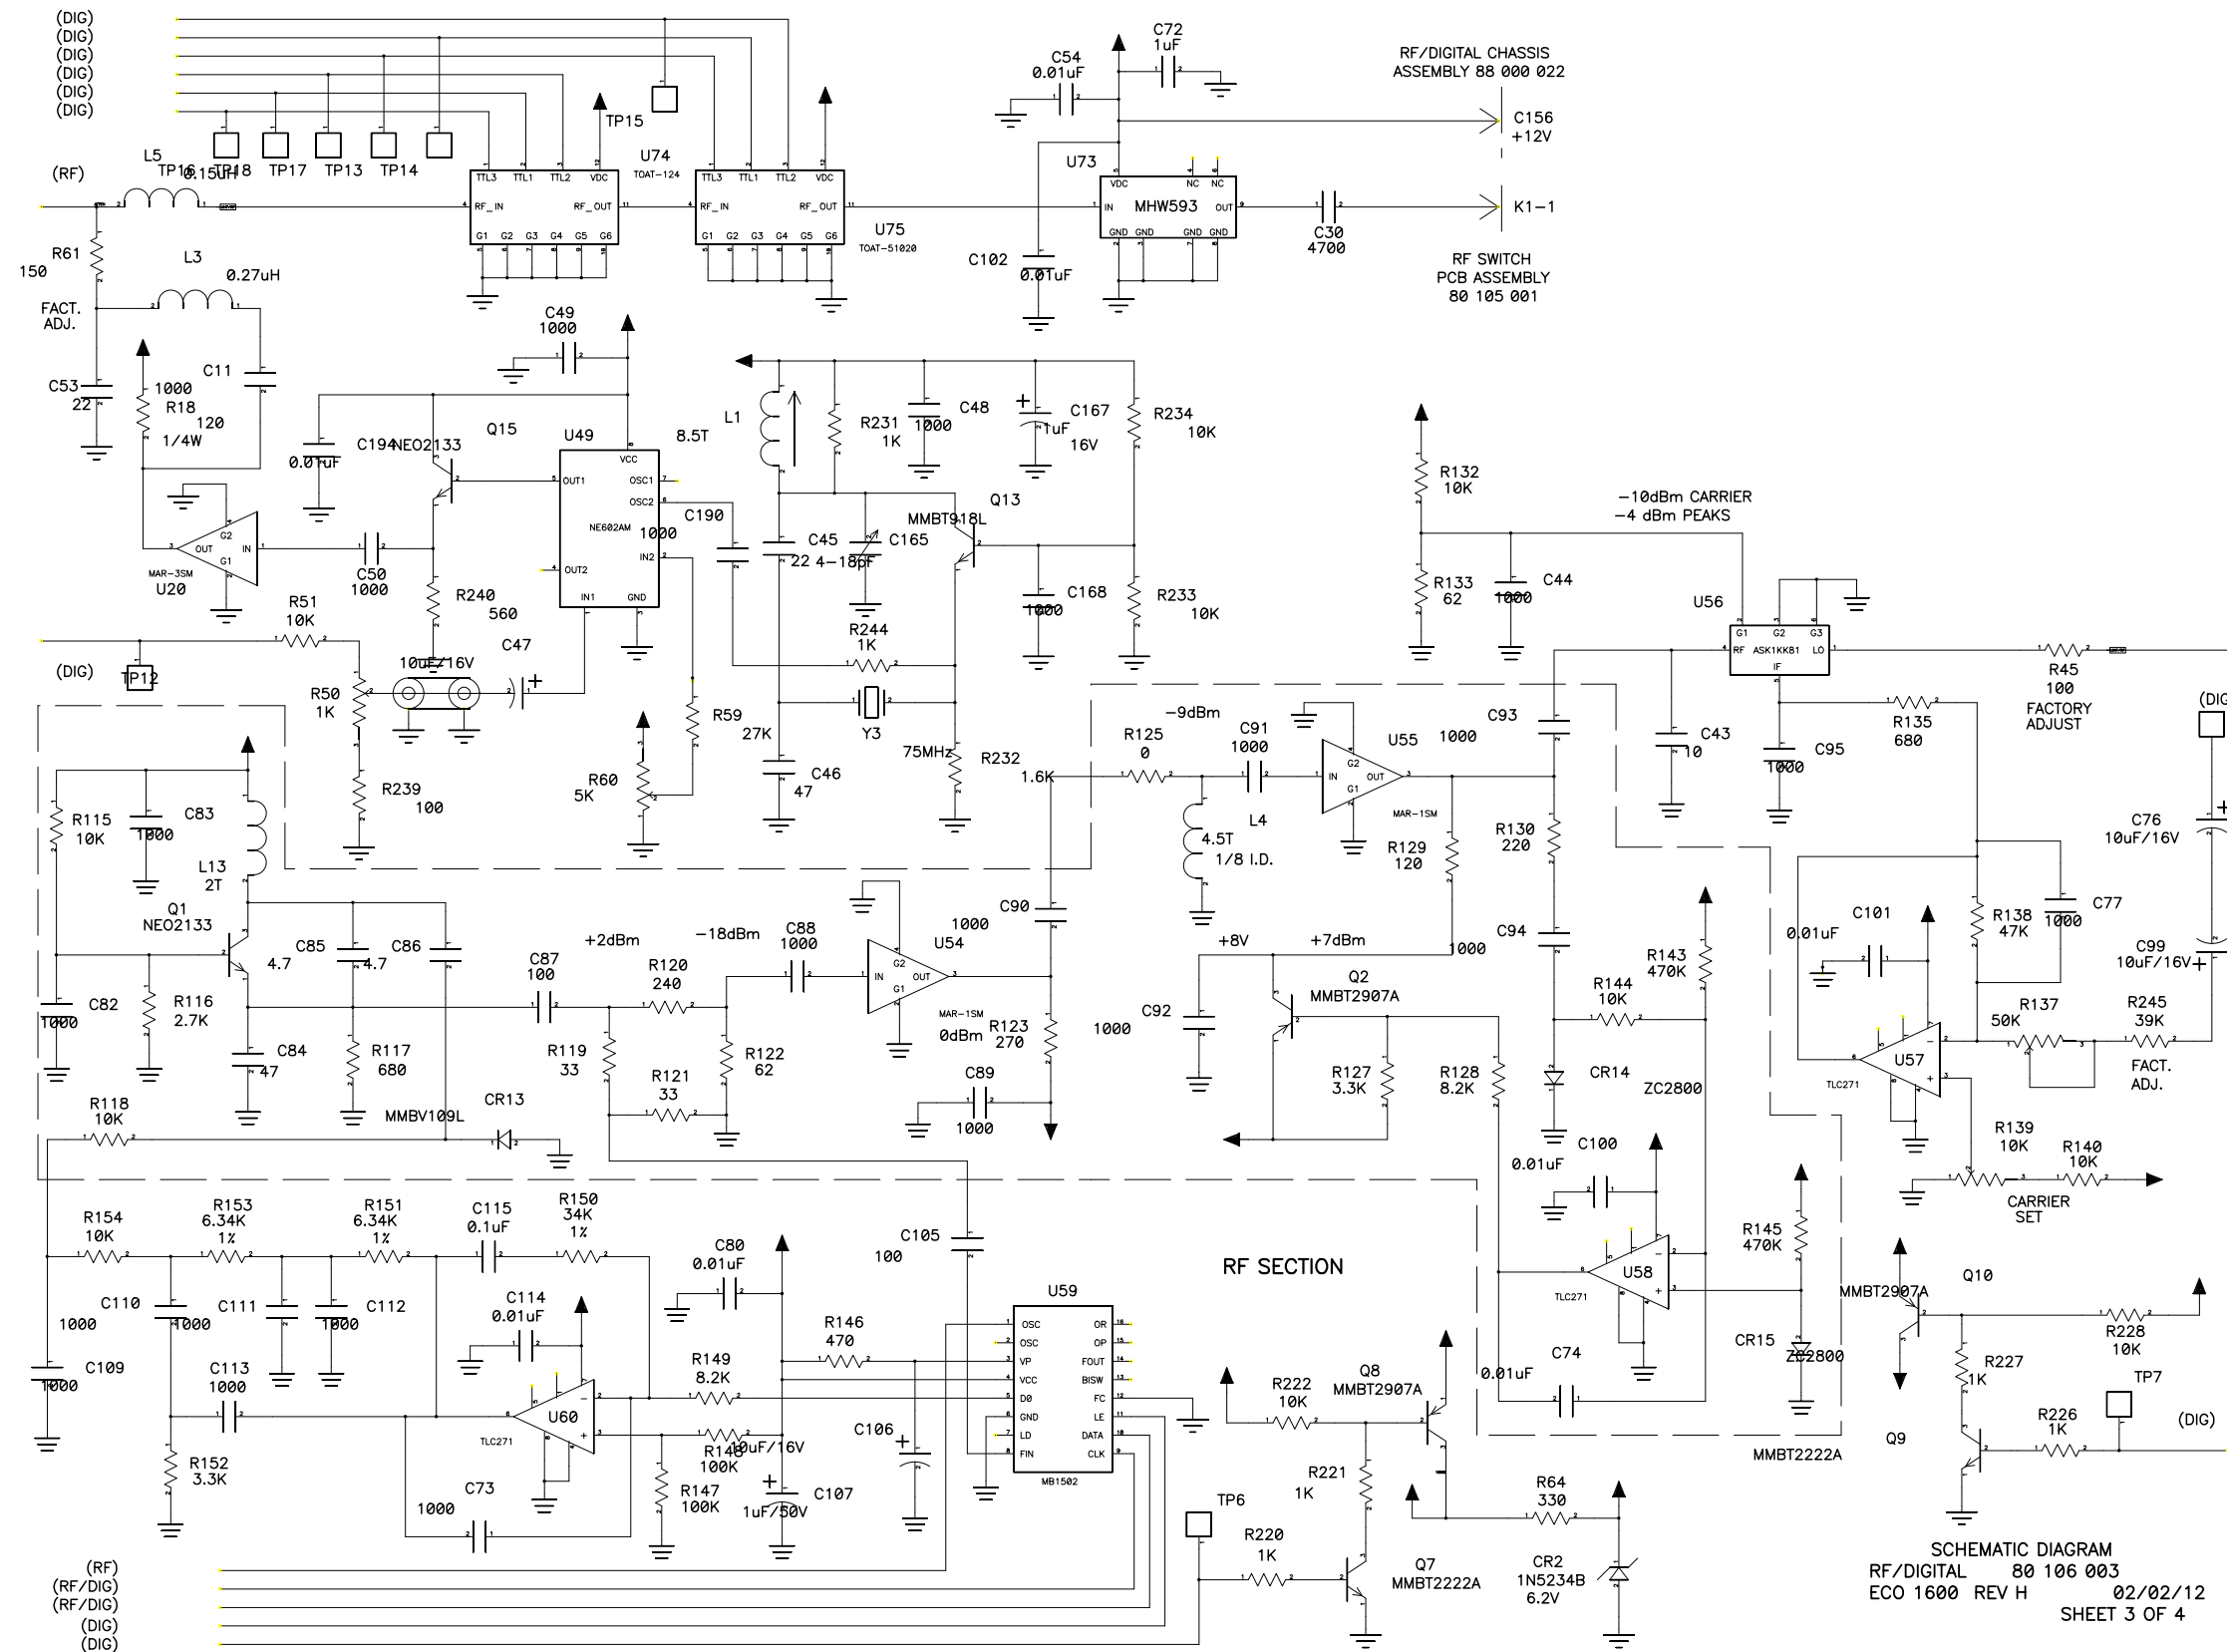 (DIG)
(DIG)
(DIG)
(DIG)
(DIG)
(DIG)
TP15
C54
0.01uF
C72
1uF
RF/DIGITAL CHASSIS
ASSEMBLY 88 000 022
C156
+12V
(RF)
L5
0.15uH
TP16
TP18
TP17
TP13
TP14
U74
TOAT-124
TTL3 TTL1 TTL2 VDC
RF_IN RF_OUT
G1 G2 G3 G4 G5 G6
TTL3 TTL1 TTL2 VDC
RF_IN RF_OUT
G1 G2 G3 G4 G5 G6
U75
TOAT-51020
U73
VDC NC NC
IN MHW593 OUT
GND GND GND GND
C30
4700
K1-1
RF SWITCH
PCB ASSEMBLY
80 105 001
C102
0.01uF
R61
150
L3
0.27uH
FACT.
ADJ.
C53
22
1000
R18
120
1/4W
C11
C49
1000
C194
0.01uF
NEO2133
Q15
U49
8.5T
VCC
OUT1 OSC1
OSC2
NE602AM
IN2
OUT2
IN1 GND
1000
C190
L1
R231
1K
C48
1000
C167
1uF
16V
R234
10K
Q13
MMBT918L
C45
22
4-18pF
C165
C168
1000
R233
10K
G2
OUT IN
G1
MAR-3SM
U20
C50
1000
R240
560
R51
10K
(DIG)
TP12
R50
1K
10uF/16V
C47
R244
1K
Y3
75MHz
R232
1.6K
R59
27K
R60
5K
C46
47
R239
100
R132
10K
R133
62
C44
1000
-10dBm CARRIER
-4 dBm PEAKS
U56
G1 G2 G3
RF ASK1KK81 LO
IF
R45
100
FACTORY
ADJUST
R135
680
C95
1000
C43
10
C93
1000
-9dBm
R125
0
C91
1000
U55
G2
IN OUT
G1
MAR-1SM
L4
4.5T
1/8 I.D.
R129
120
R130
220
C94
1000
C76
10uF/16V
C99
10uF/16V
R138
47K
C77
1000
C101
0.01uF
R137
50K
R245
39K
FACT.
ADJ.
U57
TLC271
R139
10K
R140
10K
CARRIER
SET
R115
10K
C83
1000
L13
2T
Q1
NEO2133
C85
4.7
C86
4.7
C82
1000
R116
2.7K
C84
47
R117
680
C87
100
+2dBm
-18dBm
R120
240
C88
1000
R119
33
R121
33
R122
62
U54
G2
IN OUT
G1
MAR-1SM
0dBm
1000
C90
R123
270
C89
1000
+8V
+7dBm
C92
1000
Q2
MMBT2907A
R127
3.3K
R128
8.2K
R144
10K
R143
470K
CR14
ZC2800
R118
10K
MMBV109L
CR13
C100
0.01uF
U58
TLC271
R145
470K
CR15
ZC2800
C74
0.01uF
R154
10K
R153
6.34K
1%
R151
6.34K
1%
C115
0.1uF
R150
34K
1%
C80
0.01uF
C105
100
RF SECTION
C110
1000
C111
C112
1000
C109
1000
C113
1000
C114
0.01uF
U60
TLC271
R149
8.2K
R148
100K
10uF/16V
R146
470
C106
R152
3.3K
C73
1000
R147
100K
C107
1uF/50V
U59
OSC OR
OSC OP
VP FOUT
VCC BISW
D0 FC
GND LE
LD DATA
FIN CLK
MB1502
R222
10K
Q8
MMBT2907A
R221
1K
TP6
R220
1K
Q7
MMBT2222A
R64
330
CR2
1N5234B
6.2V
MMBT2907A
Q10
R228
10K
R227
1K
TP7
R226
1K
(DIG)
Q9
MMBT2222A
(RF)
(RF/DIG)
(RF/DIG)
(DIG)
(DIG)
SCHEMATIC DIAGRAM
RF/DIGITAL 80 106 003
ECO 1600 REV H 02/02/12
SHEET 3 OF 4